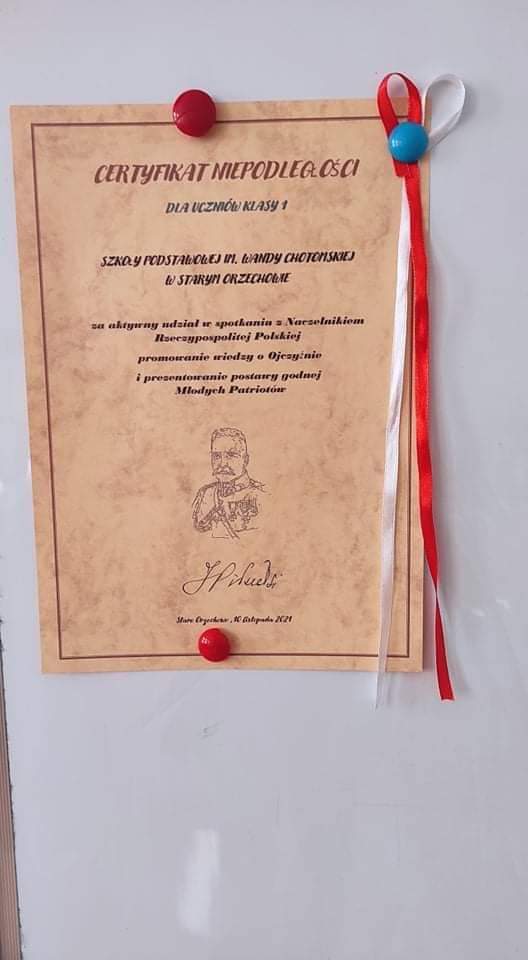 CERTYFIKAT NIEPODLEGŁOŚCI
DLA UCZNIÓW KLASY 1
SZKOŁY PODSTAWOWEJ IM. WANDY CHOTOMSKIEJ
W STARYM ORZECHOWIE
za aktywny udział w spotkaniu z Naczelnikiem
Rzeczypospolitej Polskiej
promowanie wiedzy o Ojczyźnie
i prezentowanie postawy godnej
Młodych Patriotów
J Piłsudski
Stare Orzechowo, 10 listopada 2021